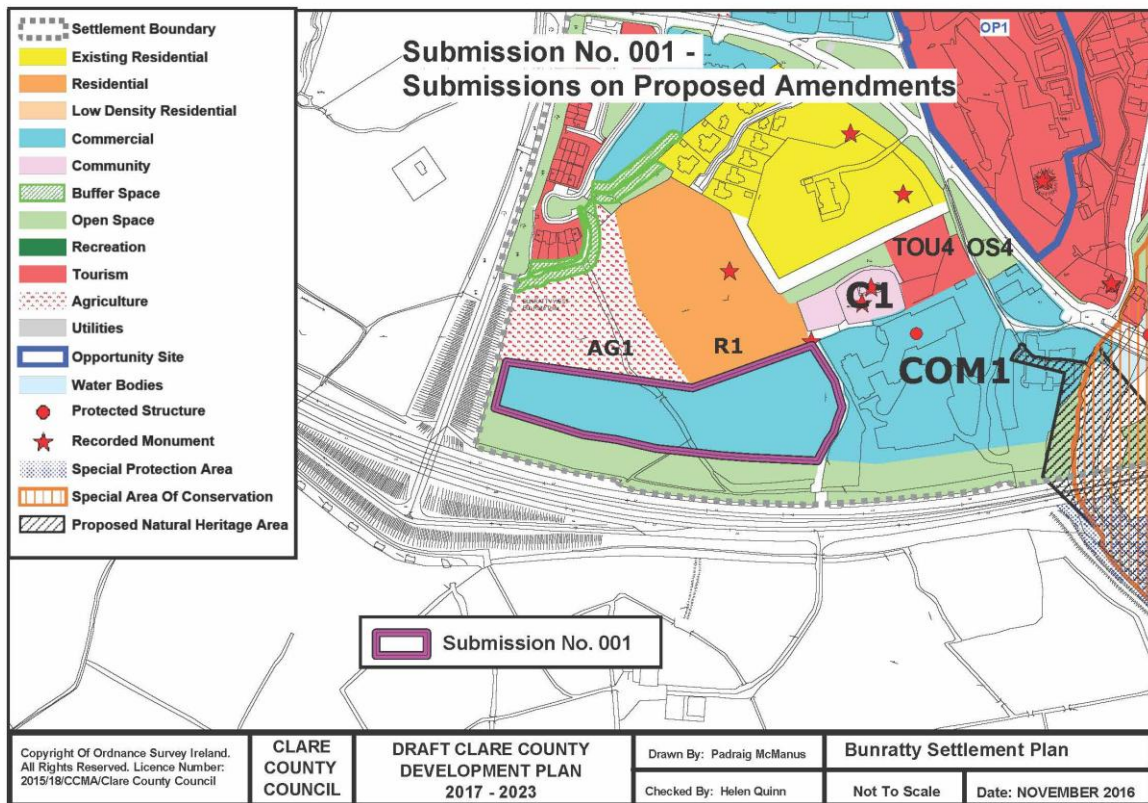 Settlement Boundary
Existing Residential
Residential
Low Density Residential
Commercial
Community
Buffer Space
Open Space
Recreation
Tourism
Agriculture
Utilities
Opportunity Site
Water Bodies
Protected Structure
Recorded Monument
Special Protection Area
Special Area Of Conservation
Proposed Natural Heritage Area
Submission No. 001 -
Submissions on Proposed Amendments
OP1
TOU4
OS4
C1
AG1
R1
COM1
Submission No. 001
Copyright Of Ordnance Survey Ireland.
All Rights Reserved. Licence Number:
2015/18/CCMA/Clare County Council
CLARE
COUNTY
COUNCIL
DRAFT CLARE COUNTY
DEVELOPMENT PLAN
2017 - 2023
Drawn By: Padraig McManus
Checked By: Helen Quinn
Bunratty Settlement Plan
Not To Scale
Date: NOVEMBER 2016